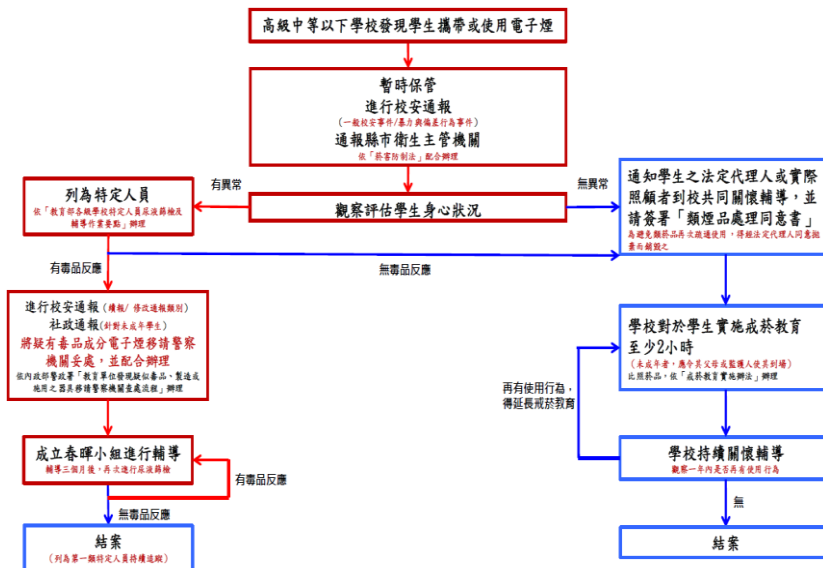 高級中等以下學校發現學生攜帶或使用電子煙
暫時保管
進行校安通報
(一般校安事件/暴力與偏差行為事件)
通報縣市衛生主管機關
依「菸害防制法」配合辦理
有異常
無異常
列為特定人員
依「教育部各級學校特定人員尿液篩檢及
輔導作業要點」辦理
觀察評估學生身心狀況
通知學生之法定代理人或實際
照顧者到校共同關懷輔導，並
請簽署「類煙品處理同意書」
為避免類菸品再次疏通使用，得經法定代理人同意拋
棄而銷毀之
有毒品反應
無毒品反應
進行校安通報(續報/ 修改通報類別)
社政通報(針對未成年學生)
將疑有毒品成分電子煙移請警察
機關妥處，並配合辦理
依內政部警政署「教育單位發現疑似毒品、製造或
施用之器具移請警察機關查處流程」辦理
學校對於學生實施戒菸教育
至少2小時
(未成年者，應令其父母或監護人使其到場)
比照菸品，依「戒菸教育實施辦法」辦理
再有使用行為，
得延長戒菸教育
成立春暉小組進行輔導
輔導三個月後，再次進行尿液篩檢
有毒品反應
學校持續關懷輔導
觀察一年內是否再有使用行為
無毒品反應
無
結案
(列為第一類特定人員持續追蹤)
結案